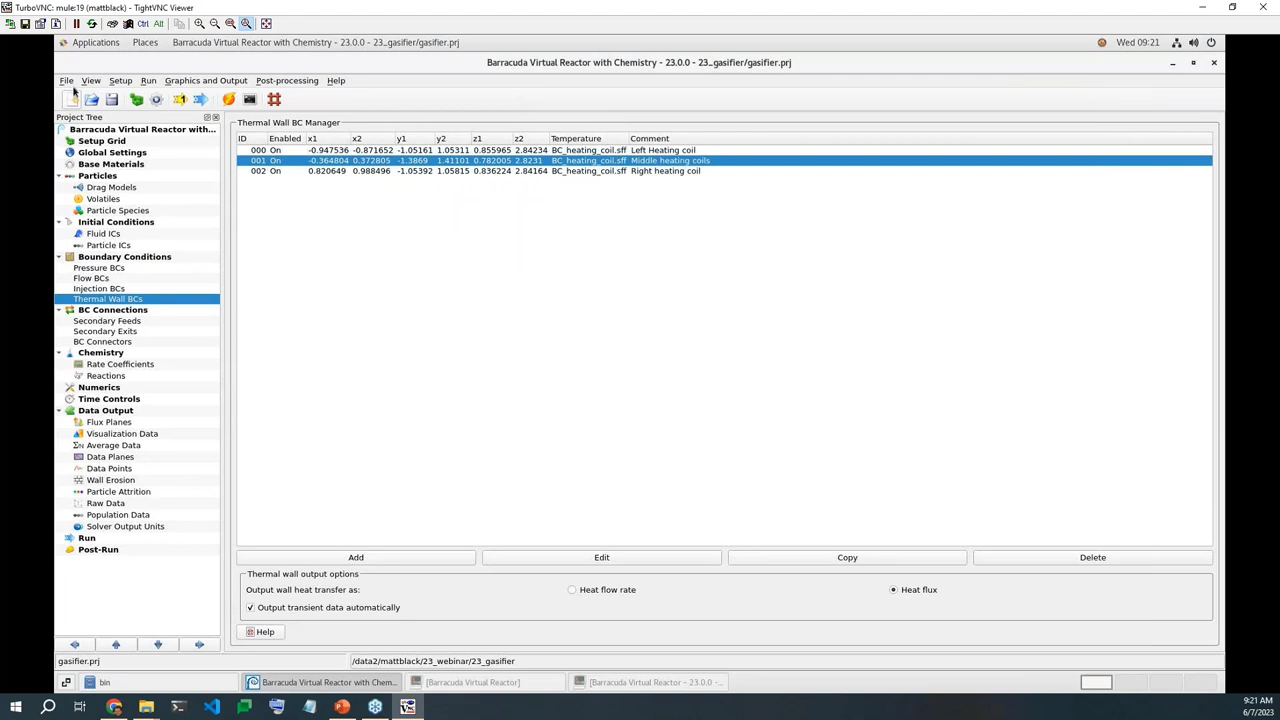 TurboVNC: mule:19 (mattblack) - TightVNC Viewer
Ctrl Alt
Applications Places Barracuda Virtual Reactor with Chemistry - 23.0.0 - 23_gasifier/gasifier.prj Wed 09:21
Barracuda Virtual Reactor with Chemistry - 23.0.0 - 23_gasifier/gasifier.prj
File View Setup Run Graphics and Output Post-processing Help
Project Tree
Barracuda Virtual Reactor with...
Setup Grid
Global Settings
Base Materials
Particles
Drag Models
Volatiles
Particle Species
Initial Conditions
Fluid ICs
Particle ICs
Boundary Conditions
Pressure BCs
Flow BCs
Injection BCs
Thermal Wall BCs
BC Connections
Secondary Feeds
Secondary Exits
BC Connectors
Chemistry
Rate Coefficients
Reactions
Numerics
Time Controls
Data Output
Flux Planes
Visualization Data
Average Data
Data Planes
Data Points
Wall Erosion
Particle Attrition
Raw Data
Population Data
Solver Output Units
Run
Post-Run
Thermal Wall BC Manager
ID Enabled x1 x2 y1 y2 z1 z2 Temperature Comment
000 On -0.947536 -0.871652 -1.05161 1.05311 0.855965 2.84234 BC_heating_coil.sff Left Heating coil
001 On -0.364804 0.372805 -1.3869 1.41101 0.782005 2.8231 BC_heating_coil.sff Middle heating coils
002 On 0.820649 0.988496 -1.05392 1.05815 0.836224 2.84164 BC_heating_coil.sff Right heating coil
Add Edit Copy Delete
Thermal wall output options
Output wall heat transfer as: Heat flow rate Heat flux
Output transient data automatically
Help
gasifier.prj /data2/mattblack/23_webinar/23_gasifier
bin Barracuda Virtual Reactor with Chem... [Barracuda Virtual Reactor] [Barracuda Virtual Reactor - 23.0.0 - 2...
9:21 AM
6/7/2023